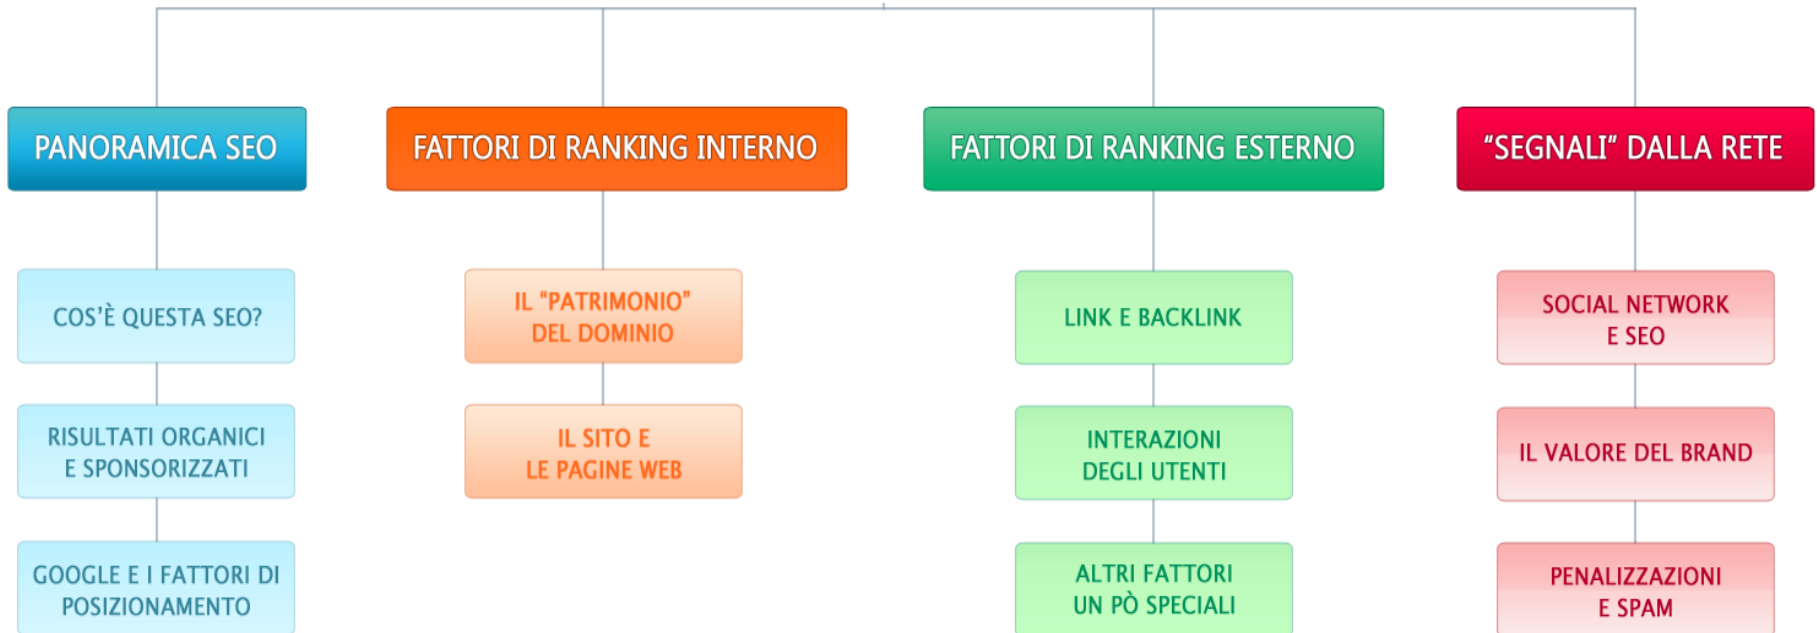 PANORAMICA SEO
COS'È QUESTA SEO?
RISULTATI ORGANICI
E SPONSORIZZATI
GOOGLE E I FATTORI DI
POSIZIONAMENTO
FATTORI DI RANKING INTERNO
IL “PATRIMONIO”
DEL DOMINIO
IL SITO E
LE PAGINE WEB
FATTORI DI RANKING ESTERNO
LINK E BACKLINK
INTERAZIONI
DEGLI UTENTI
ALTRI FATTORI
UN PÒ SPECIALI
“SEGNALI” DALLA RETE
SOCIAL NETWORK
E SEO
IL VALORE DEL BRAND
PENALIZZAZIONI
E SPAM